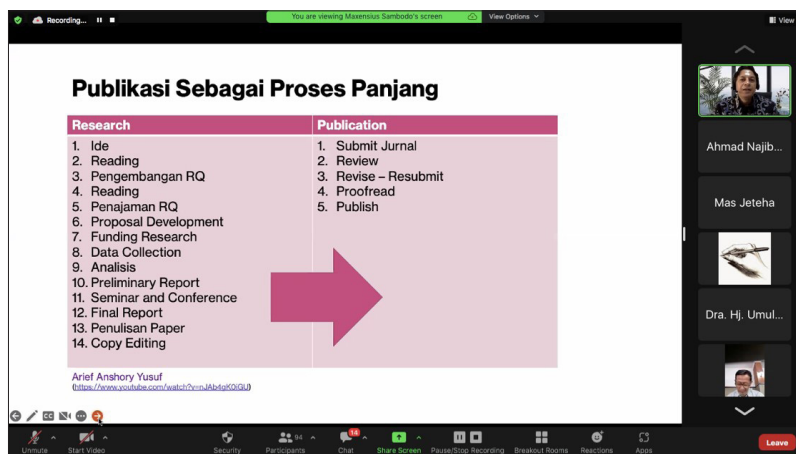 Recording...
You are viewing Maxensius Sambodo's screen
View Options
View
Publikasi Sebagai Proses Panjang
Research
1. Ide
2. Reading
3. Pengembangan RQ
4. Reading
5. Penajaman RQ
6. Proposal Development
7. Funding Research
8. Data Collection
9. Analisis
10. Preliminary Report
11. Seminar and Conference
12. Final Report
13. Penulisan Paper
14. Copy Editing
Publication
1. Submit Jurnal
2. Review
3. Revise – Resubmit
4. Proofread
5. Publish
Arief Anshory Yusuf
(https://www.youtube.com/watch?v=nJAb4gK0iGU)
Ahmad Najib...
Mas Jeteha
Dra. Hj. Umul...
CC
Unmute
Start Video
Security
94
Participants
14
Chat
Share Screen
Pause/Stop Recording
Breakout Rooms
Reactions
Apps
Leave